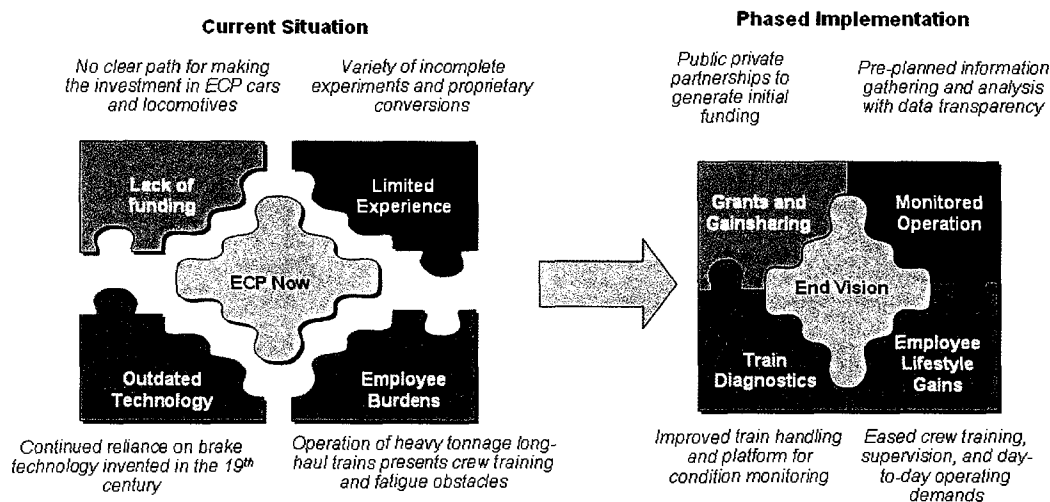 Current Situation
No clear path for making
the investment in ECP cars
and locomotives
Variety of incomplete
experiments and proprietary
conversions
Lack of
funding
Limited
Experience
ECP Now
Outdated
Technology
Employee
Burdens
Continued reliance on brake
technology invented in the 19th
century
Operation of heavy tonnage long-
haul trains presents crew training
and fatigue obstacles
Phased Implementation
Public private
partnerships to
generate initial
funding
Pre-planned information
gathering and analysis
with data transparency
Grants and
Gainsharing
Monitored
Operation
End Vision
Train
Diagnostics
Employee
Lifestyle
Gains
Improved train handling
and platform for
condition monitoring
Eased crew training,
supervision, and day-
to-day operating
demands